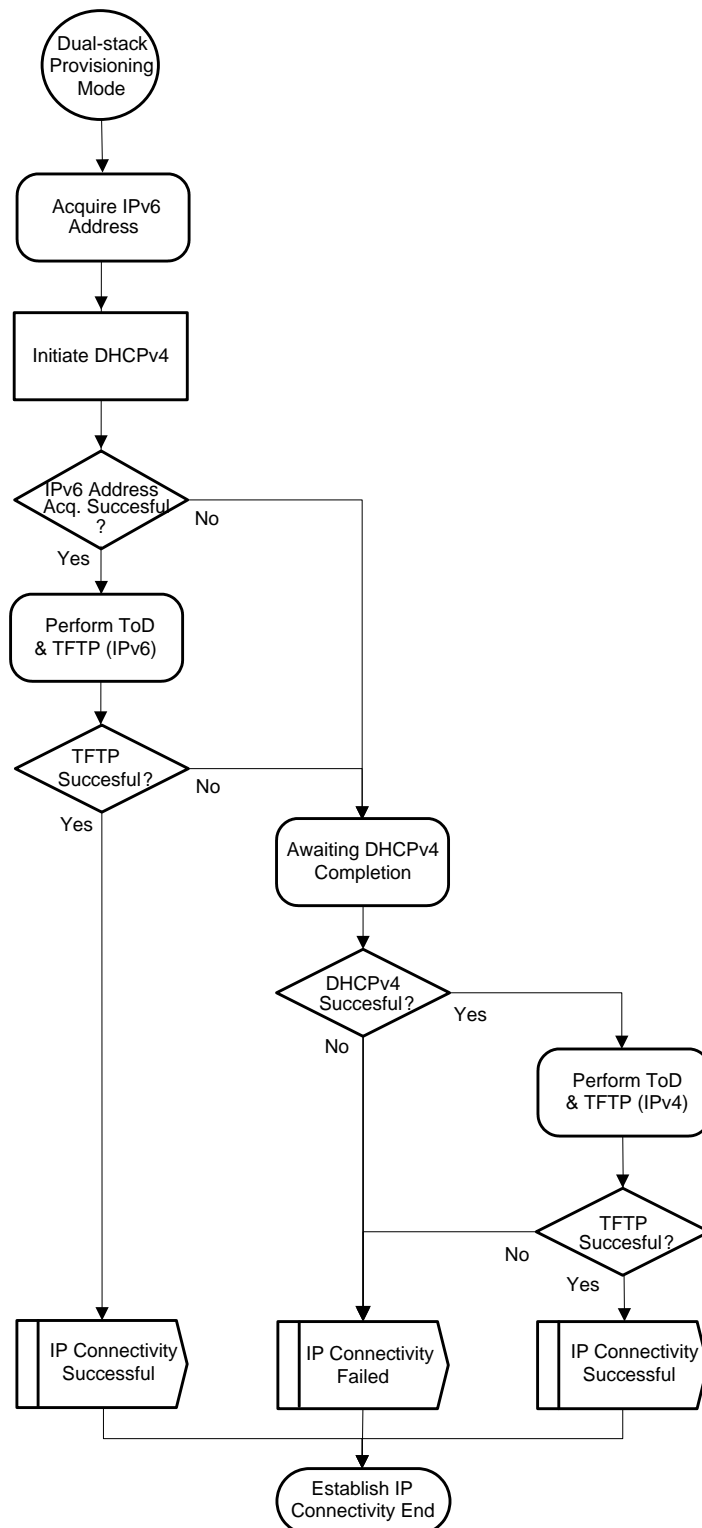 Dual-stack
Provisioning
Mode
Acquire IPv6
Address
Initiate DHCPv4
IPv6 Address
Acq. Succesful
?
No
Yes
Perform ToD
& TFTP (IPv6)
TFTP
Succesful?
No
Yes
Awaiting DHCPv4
Completion
DHCPv4
Succesful?
Yes
No
Perform ToD
& TFTP (IPv4)
TFTP
Succesful?
No
Yes
IP Connectivity
Successful
IP Connectivity
Failed
IP Connectivity
Successful
Establish IP
Connectivity End